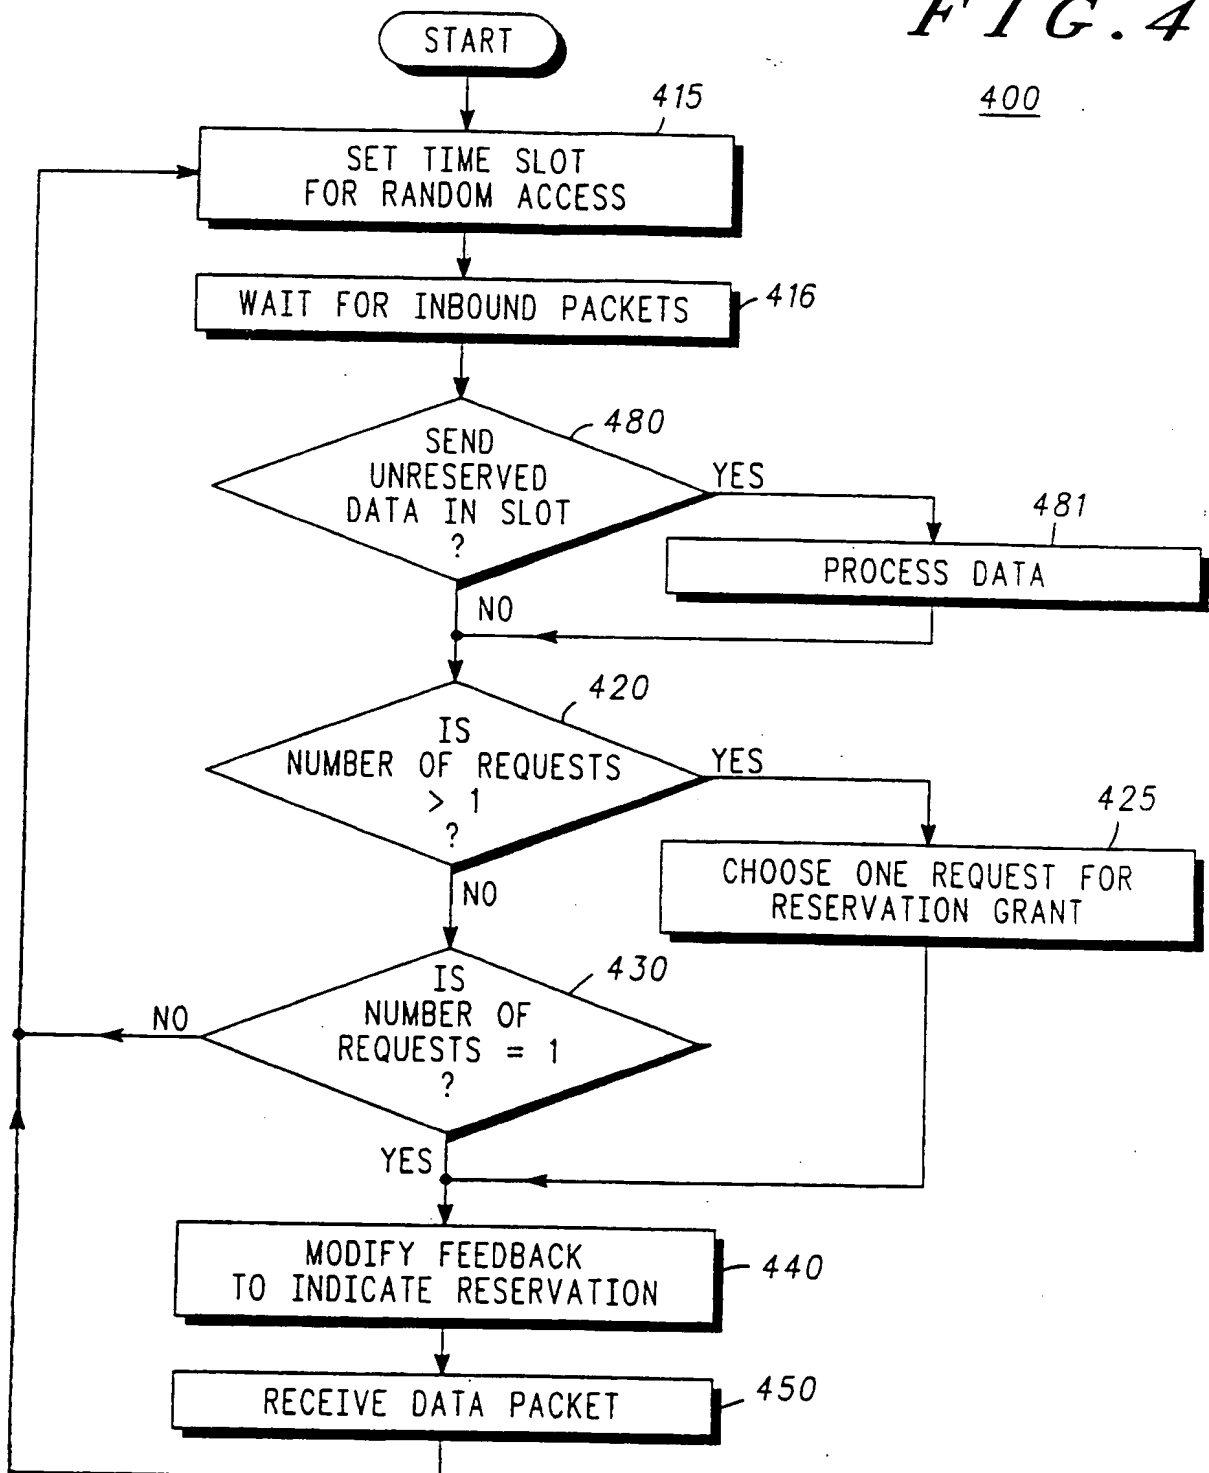 FIG.4
START
400
415
SET TIME SLOT
FOR RANDOM ACCESS
WAIT FOR INBOUND PACKETS
416
480
SEND
UNRESERVED
DATA IN SLOT
?
YES
481
PROCESS DATA
NO
420
IS
NUMBER OF REQUESTS
> 1
?
YES
425
CHOOSE ONE REQUEST FOR
RESERVATION GRANT
NO
430
IS
NUMBER OF
REQUESTS = 1
?
NO
YES
MODIFY FEEDBACK
TO INDICATE RESERVATION
440
RECEIVE DATA PACKET
450